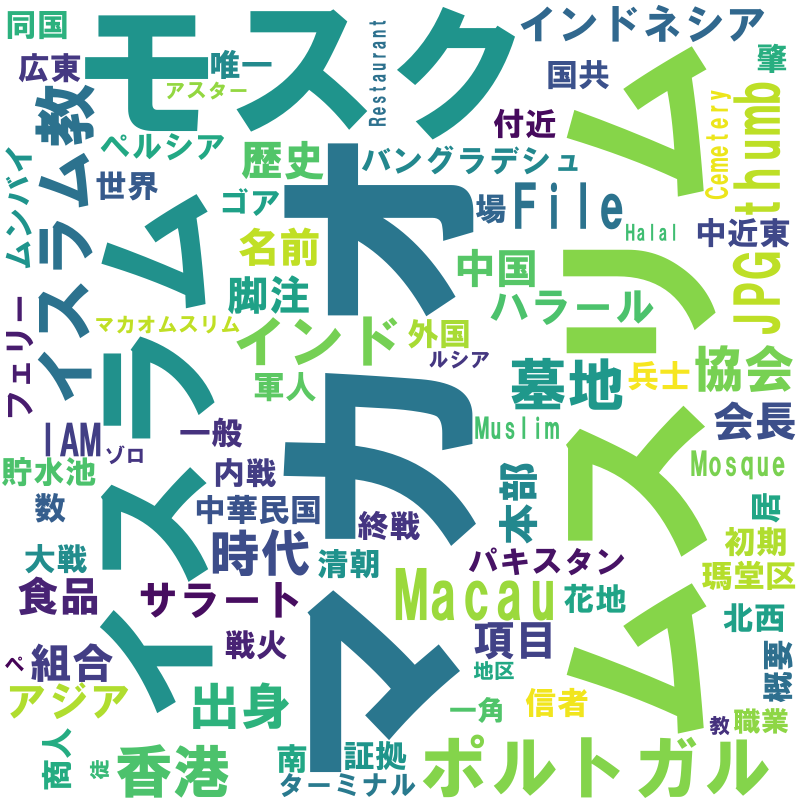 同国
モスク
Restaurant
インドネシア
広東
唯一
アスター
国共
肇
イスラム教
ペルシア
歴史
付近
バングラデシュ
Cemetery
thumb
ムンバイ
世界
ゴア
場
File
Halal
中近東
名前
中国
JPG
脚注
ハラール
マカオムスリム
インド
外国
ルシア
フェリー
軍人
墓地
兵士
協会
マカオ
ムスリム
イスラム
IAM
ゾロ
一般
Muslim
会長
貯水池
内戦
本部
Mosque
数
中華民国
終戦
居
大戦
時代
清朝
パキスタン
初期
食品
サラート
Macau
花地
瑪堂区
戦火
項目
北西
ペ
組合
地区
概要
アジア
出身
一角
信者
教
職業
商人
徒
香港
南
証拠
ターミナル
ポルトガル